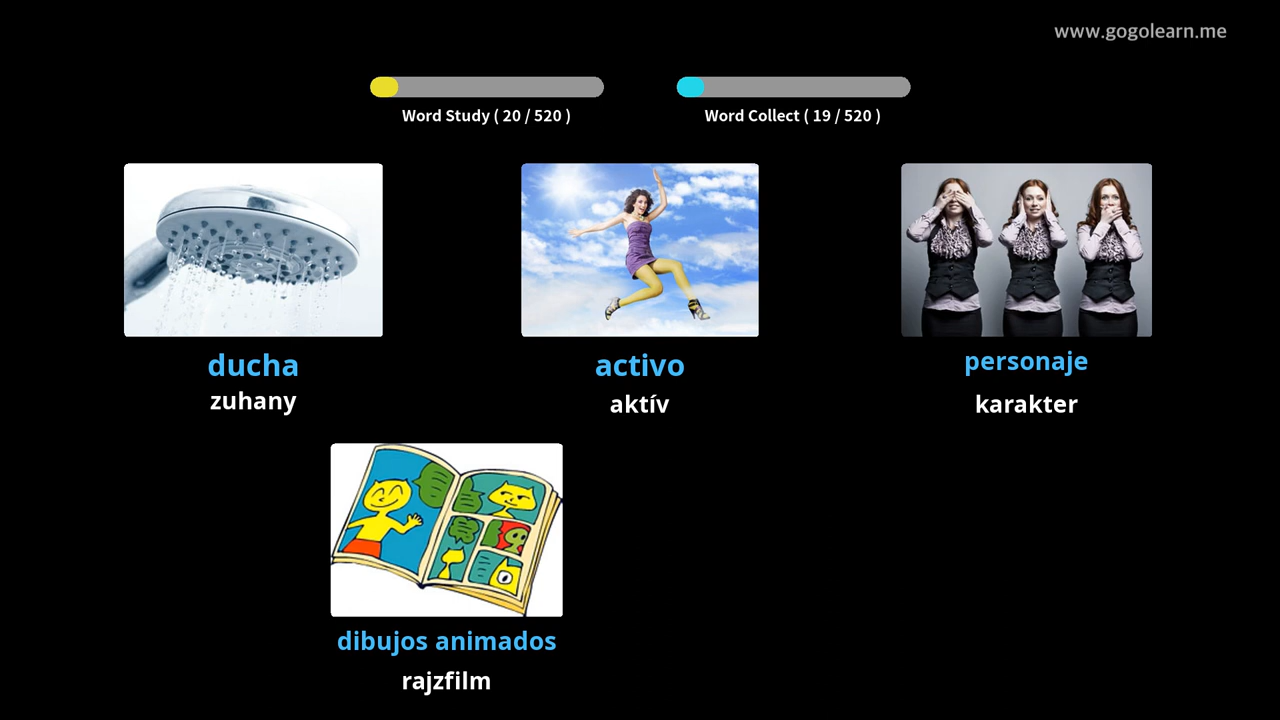 www.gogolearn.me
Word Study ( 20 / 520 )
Word Collect ( 19 / 520 )
ducha
zuhany
activo
aktív
personaje
karakter
dibujos animados
rajzfilm